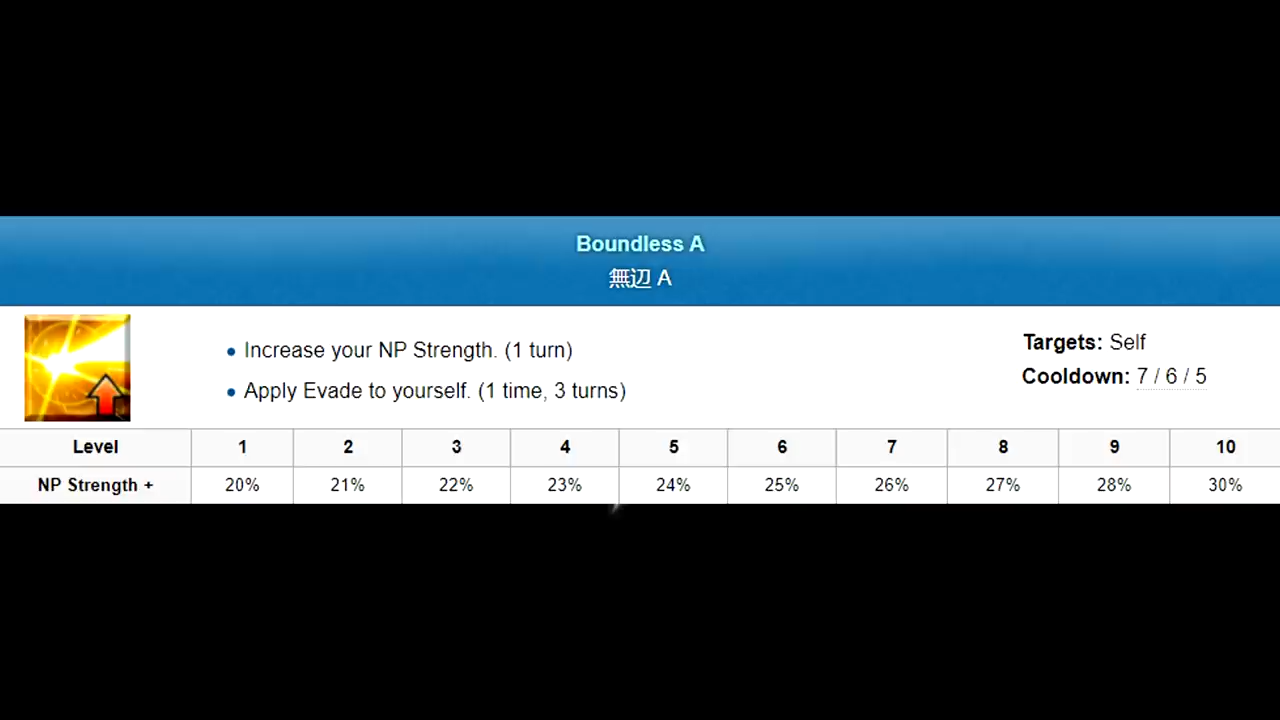 Boundless A
無辺 A
Increase your NP Strength. (1 turn)
Apply Evade to yourself. (1 time, 3 turns)
Targets: Self
Cooldown: 7 / 6 / 5
Level 1 2 3 4 5 6 7 8 9 10
NP Strength + 20% 21% 22% 23% 24% 25% 26% 27% 28% 30%